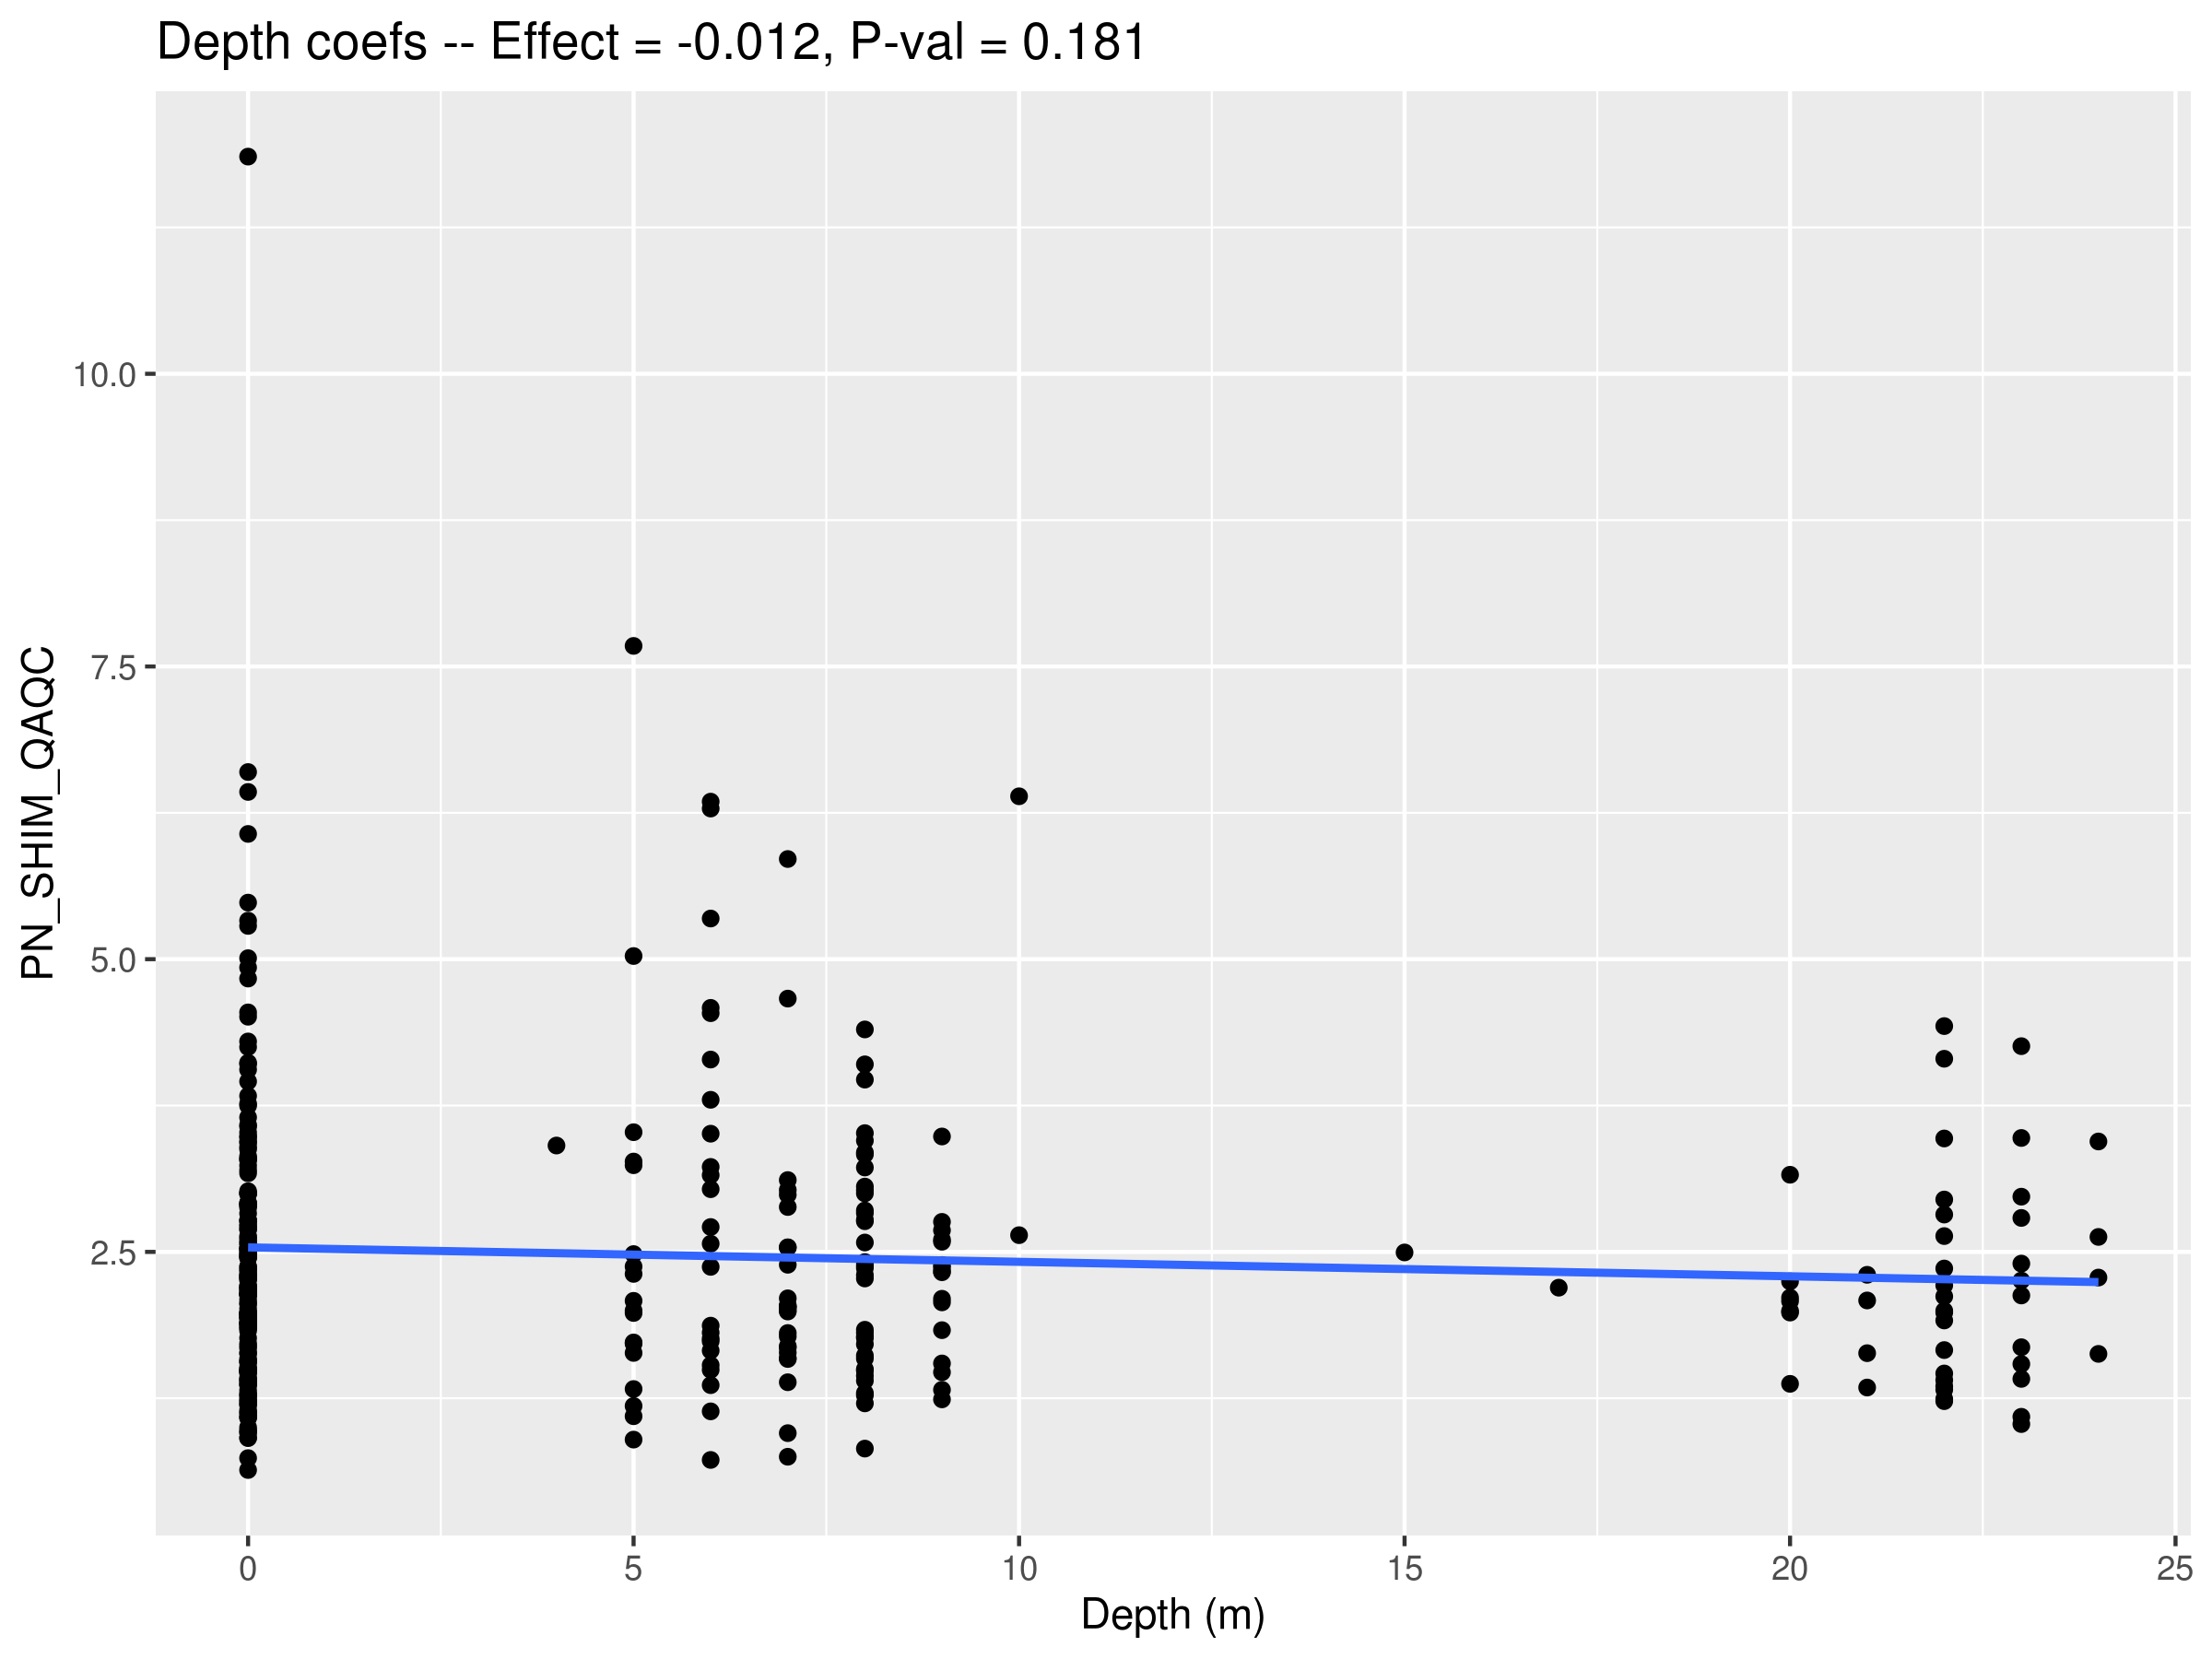 Depth coefs -- Effect = -0.012, P-val = 0.181
PN_SHIM_QAQC
10.0
7.5
5.0
2.5
0 5 10 15 20 25
Depth (m)